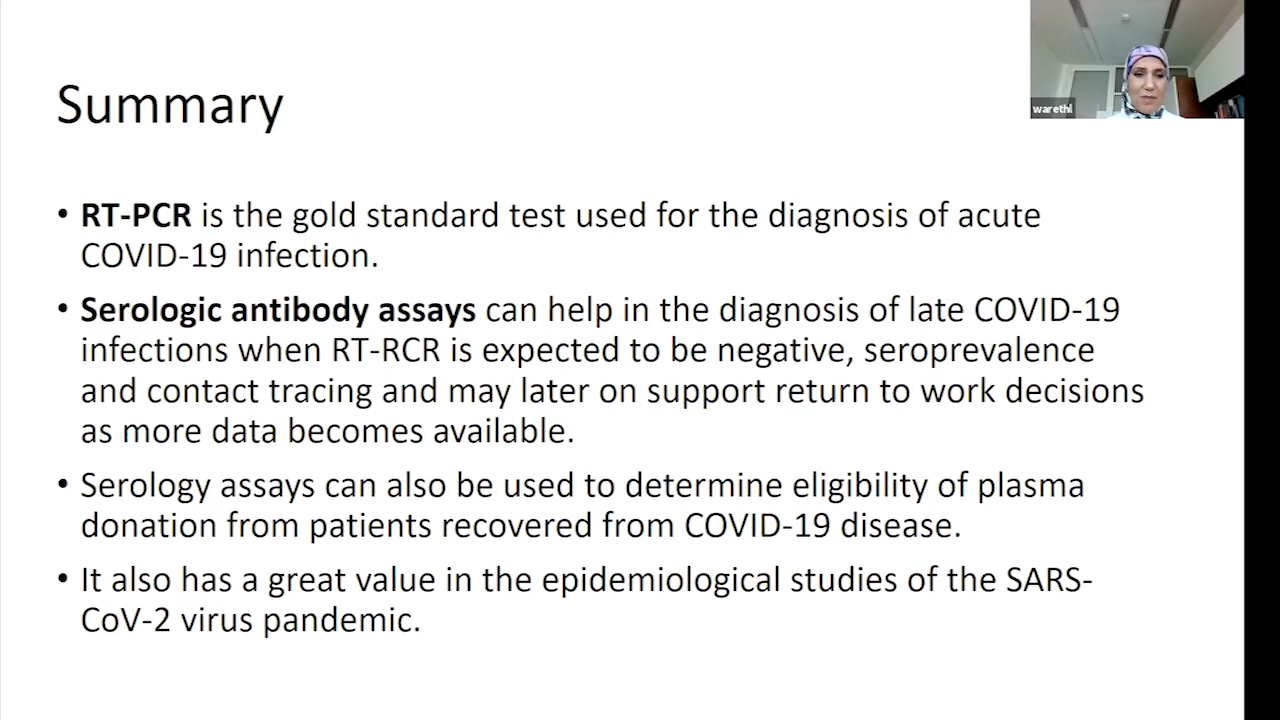 Summary
warethl
• RT-PCR is the gold standard test used for the diagnosis of acute
COVID-19 infection.
• Serologic antibody assays can help in the diagnosis of late COVID-19
infections when RT-RCR is expected to be negative, seroprevalence
and contact tracing and may later on support return to work decisions
as more data becomes available.
• Serology assays can also be used to determine eligibility of plasma
donation from patients recovered from COVID-19 disease.
• It also has a great value in the epidemiological studies of the SARS-
CoV-2 virus pandemic.